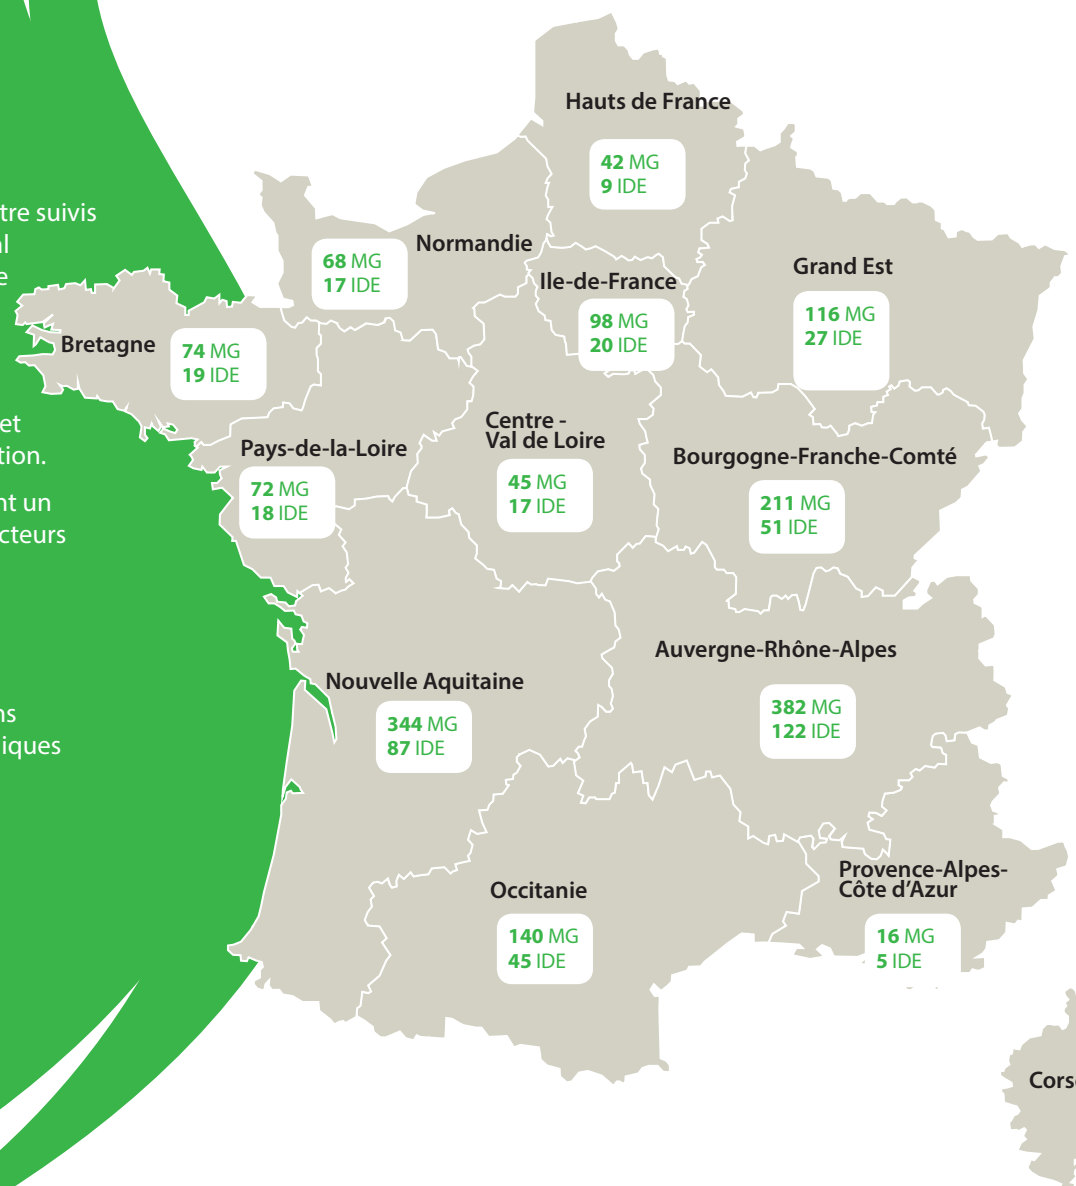 tre suivis
et
tion.
nt un
cteurs
ns
iques
Hauts de France
42 MG
9 IDE
Normandie
68 MG
17 IDE
Ile-de-France
98 MG
20 IDE
Grand Est
116 MG
27 IDE
Bretagne
74 MG
19 IDE
Pays-de-la-Loire
72 MG
18 IDE
Centre -
Val de Loire
45 MG
17 IDE
Bourgogne-Franche-Comté
211 MG
51 IDE
Nouvelle Aquitaine
344 MG
87 IDE
Auvergne-Rhône-Alpes
382 MG
122 IDE
Occitanie
140 MG
45 IDE
Provence-Alpes-
Côte d'Azur
16 MG
5 IDE
Cors